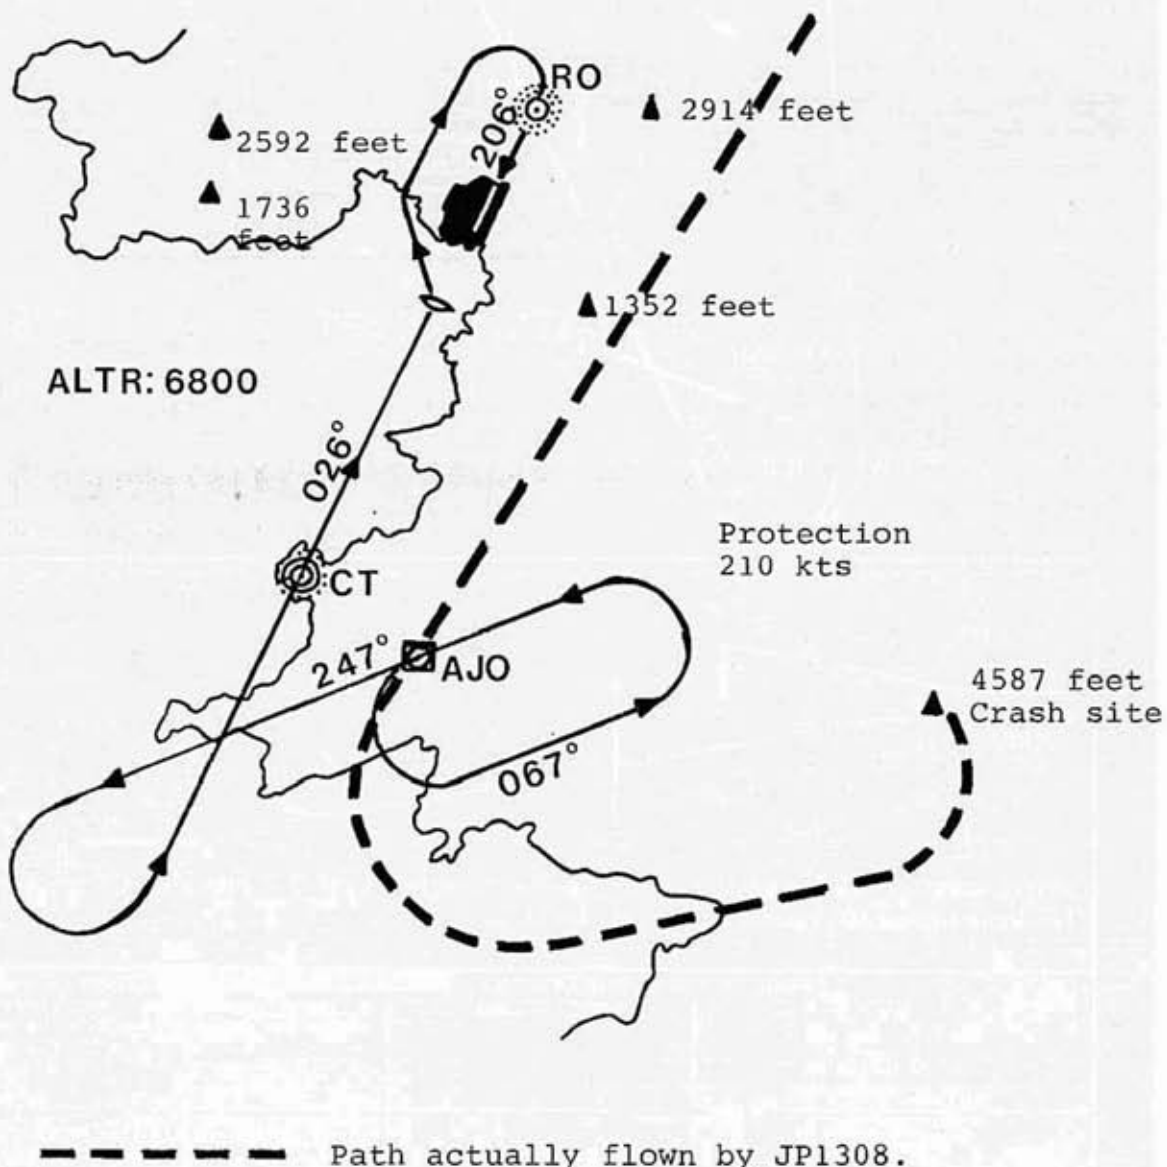 RO
206°
2914 feet
2592 feet
1736
feet
1352 feet
ALTR: 6800
026°
Protection
210 kts
CT
247°
AJO
4587 feet
Crash site
067°
Path actually flown by JP1308.